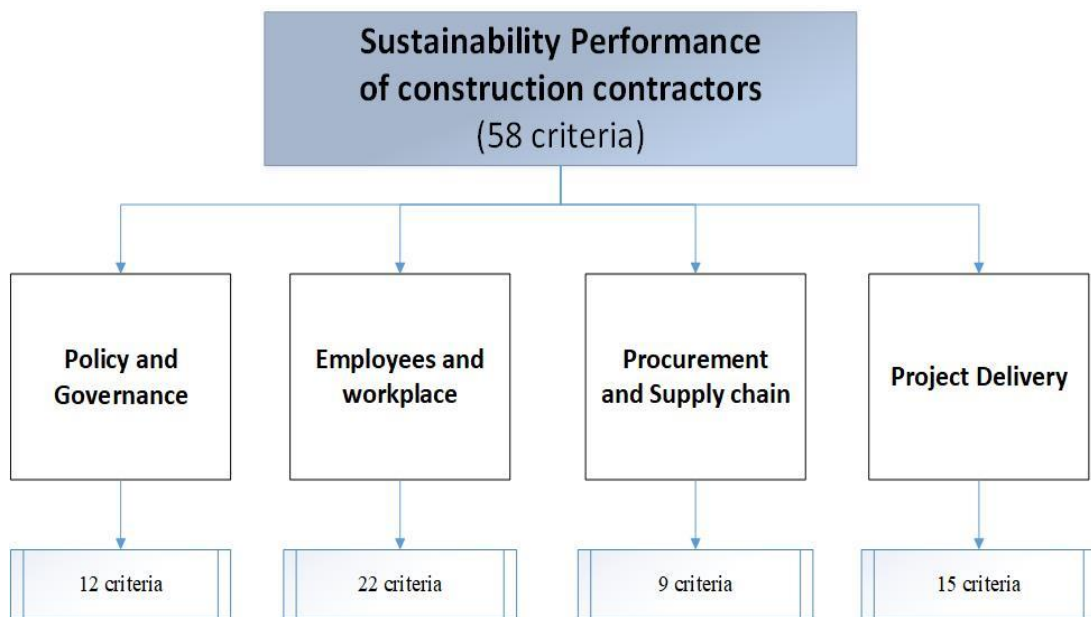 Sustainability Performance
of construction contractors
(58 criteria)
Policy and
Governance
Employees and
workplace
Procurement
and Supply chain
Project Delivery
12 criteria
22 criteria
9 criteria
15 criteria